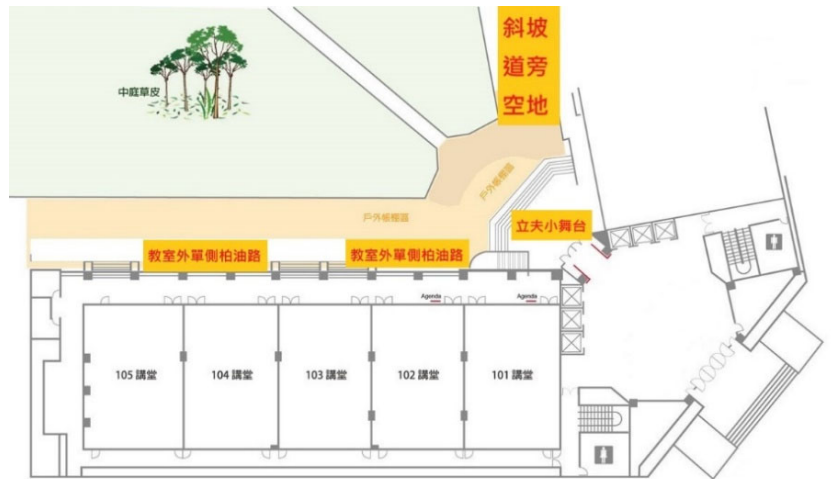 斜坡
道旁
空地
中庭草皮
戶外帳棚區
戶外帳棚區
立夫小舞台
教室外單側柏油路
教室外單側柏油路
Agenda
Agenda
105 講堂
104 講堂
103 講堂
102 講堂
101 講堂